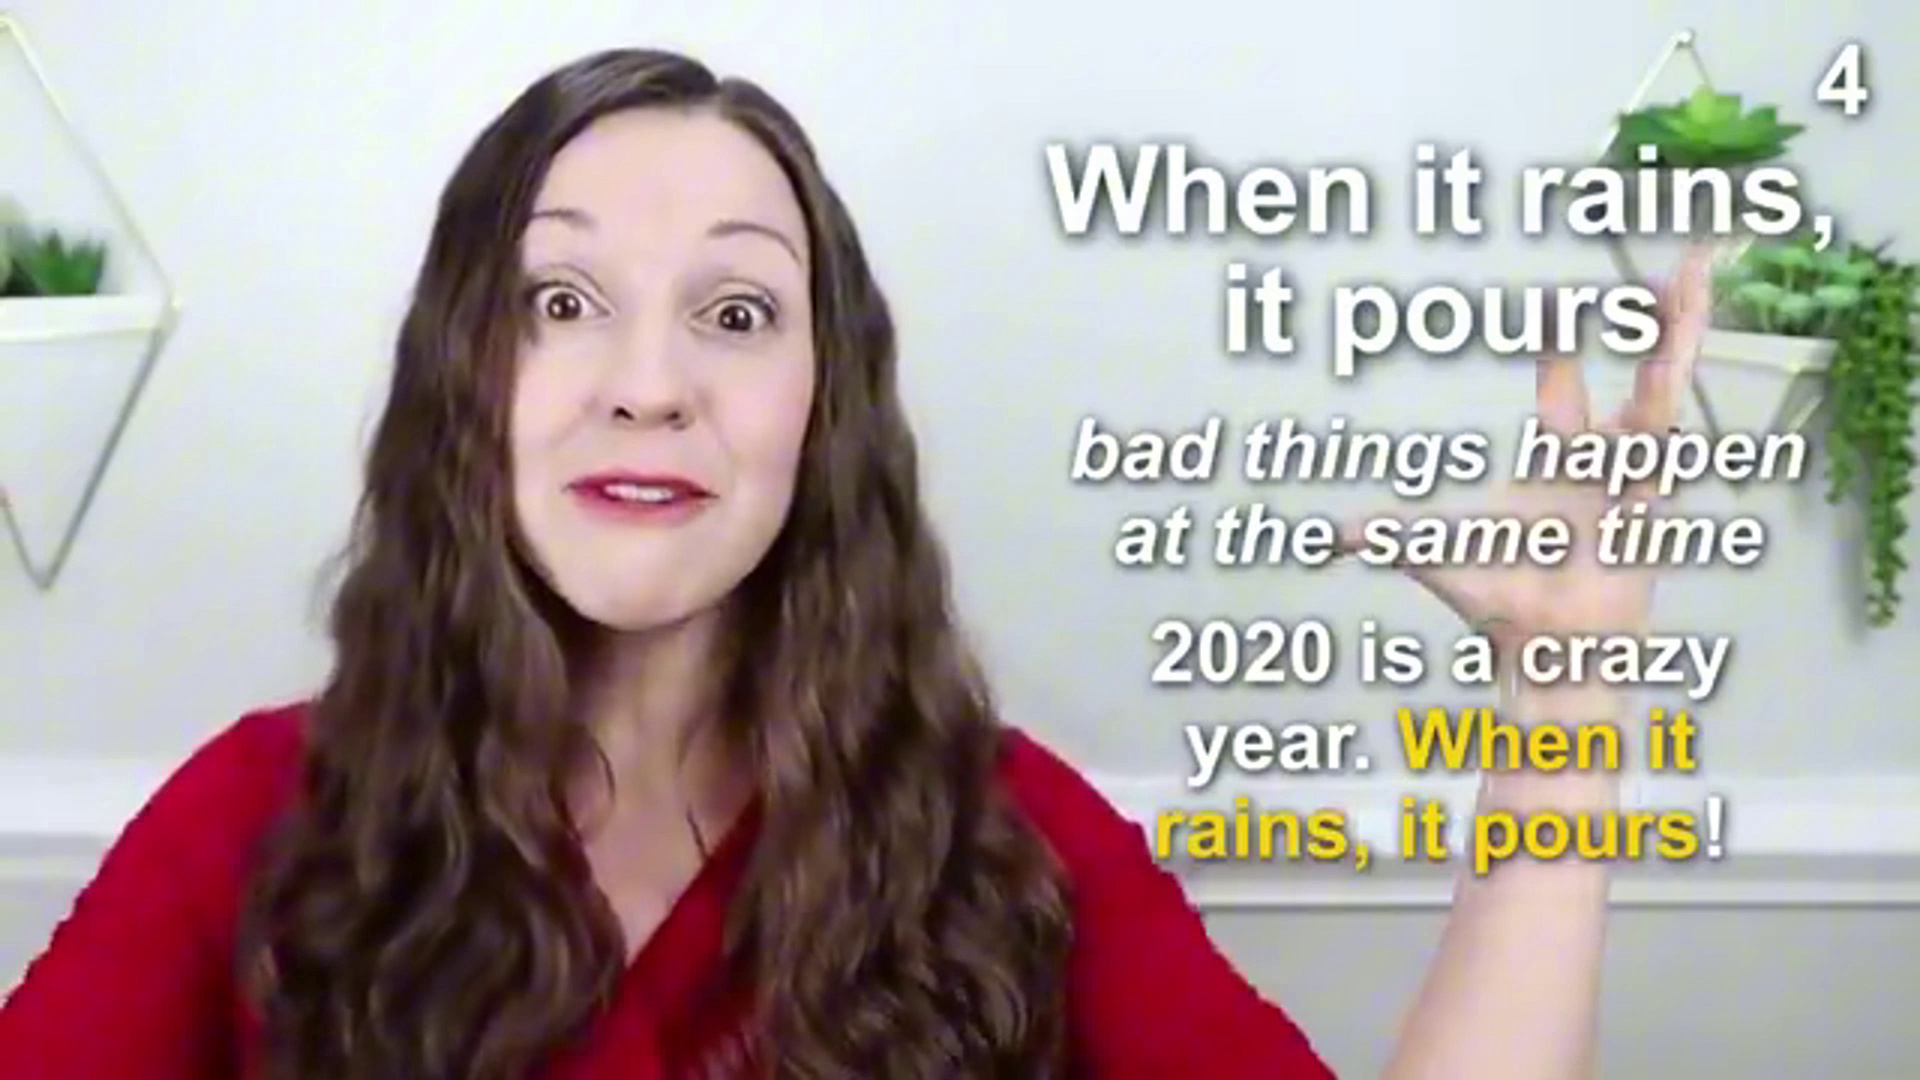 4
When it rains,
it pours
bad things happen
at the same time
2020 is a crazy
year. When it
rains, it pours!